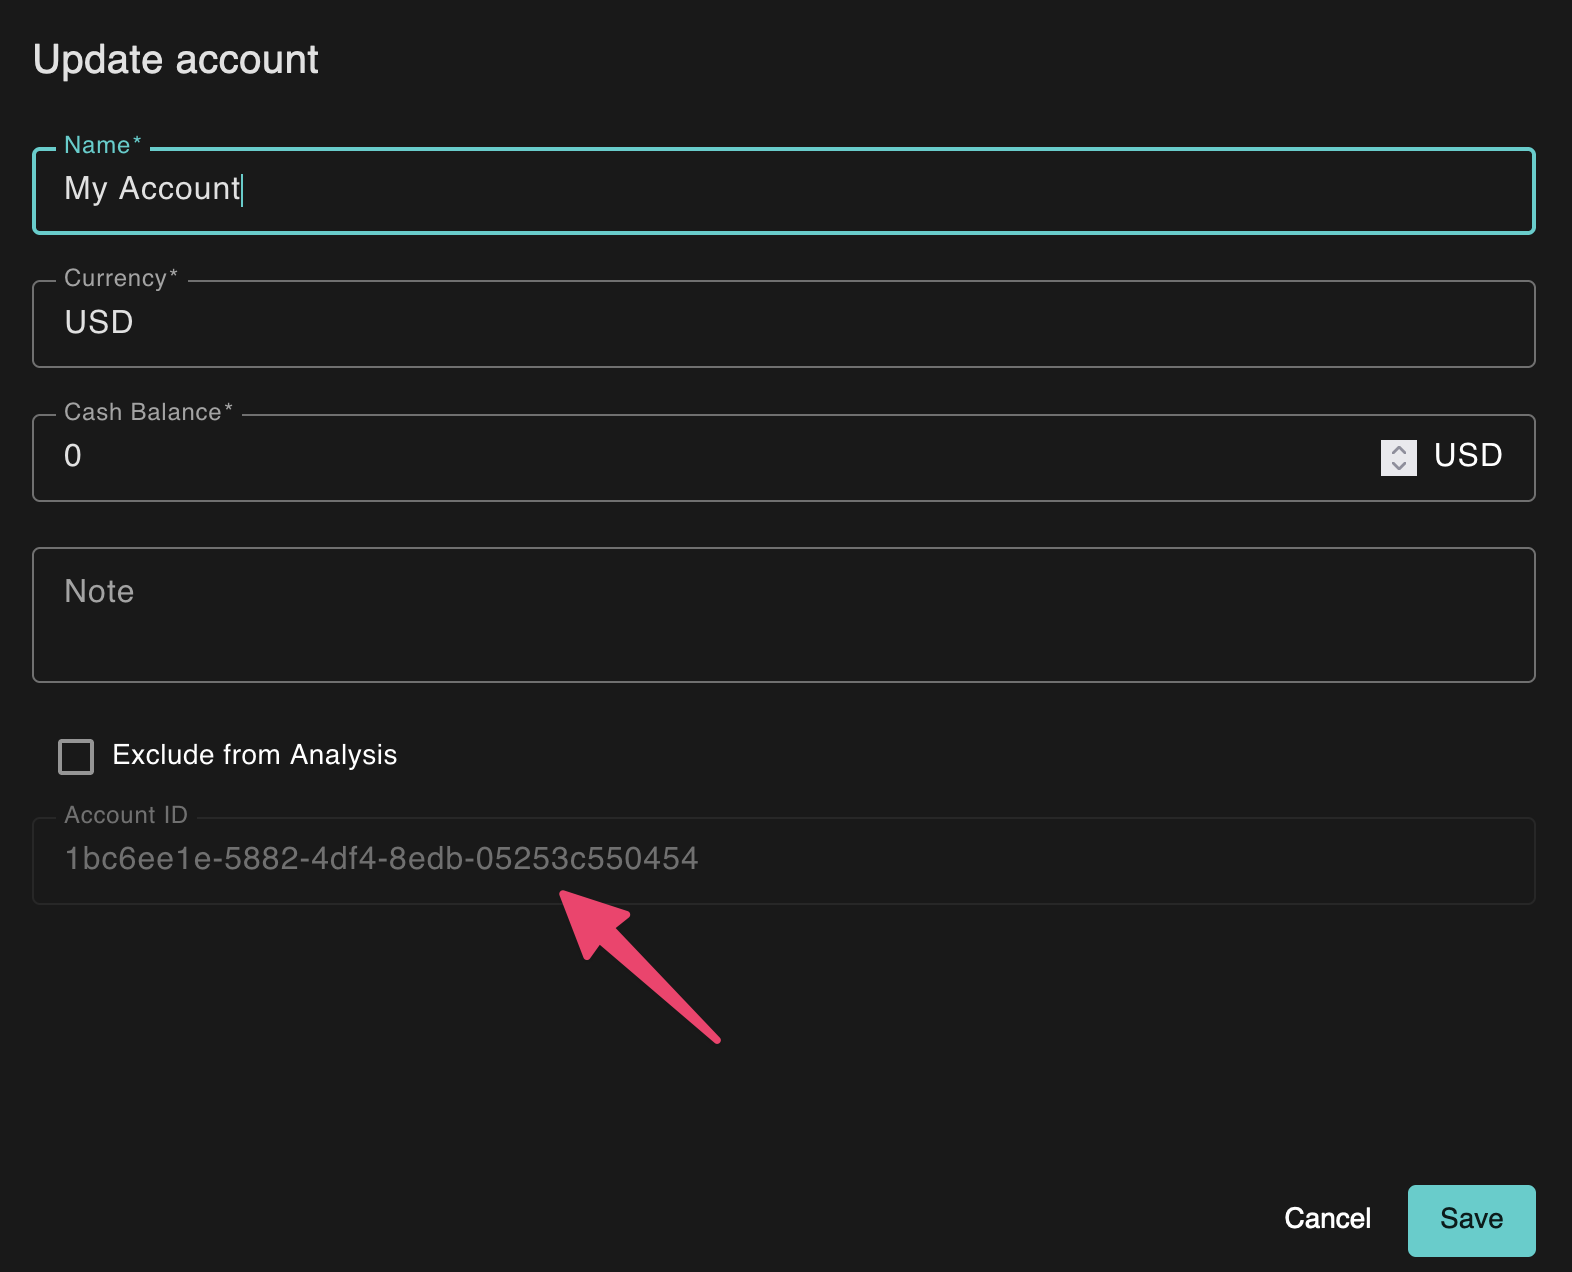 Update account
Name*
My Account
Currency*
USD
Cash Balance*
0 USD
Note
Exclude from Analysis
Account ID
1bc6ee1e-5882-4df4-8edb-05253c550454
Cancel Save